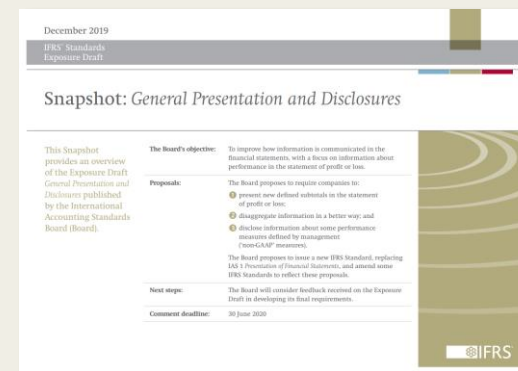 December 2019
IFRS® Standards
Exposure Draft
Snapshot: General Presentation and Disclosures
This Snapshot
provides an overview
of the Exposure Draft
General Presentation and
Disclosures published
by the International
Accounting Standards
Board (Board).
The Board's objective:
To improve how information is communicated in the
financial statements, with a focus on information about
performance in the statement of profit or loss.
Proposals:
The Board proposes to require companies to:
1 present new defined subtotals in the statement
of profit or loss;
2 disaggregate information in a better way; and
3 disclose information about some performance
measures defined by management
('non-GAAP' measures).
The Board proposes to issue a new IFRS Standard, replacing
IAS 1 Presentation of Financial Statements, and amend some
IFRS Standards to reflect these proposals.
Next steps:
The Board will consider feedback received on the Exposure
Draft in developing its final requirements.
Comment deadline:
30 June 2020
IFRS